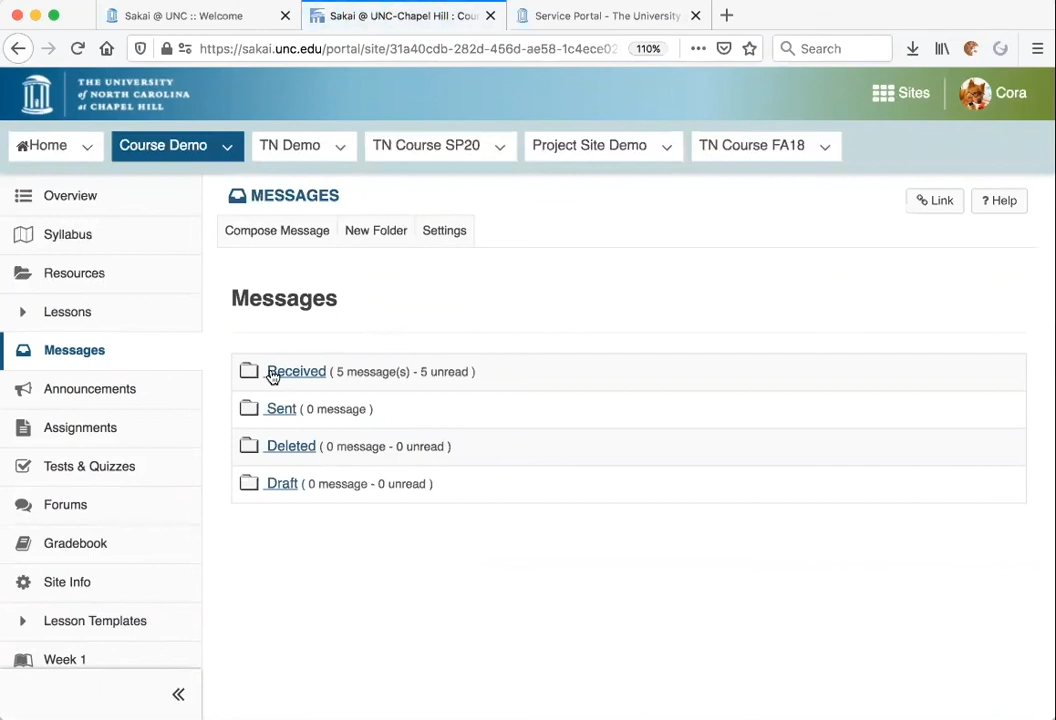 Sakai @ UNC :: Welcome
Sakai @ UNC-Chapel Hill : Cou
Service Portal - The University
https://sakai.unc.edu/portal/site/31a40cdb-282d-456d-ae58-1c4ece02
110%
Search
THE UNIVERSITY
of NORTH CAROLINA
at CHAPEL HILL
Sites
Cora
Home
Course Demo
TN Demo
TN Course SP20
Project Site Demo
TN Course FA18
Overview
Syllabus
Resources
Lessons
Messages
Announcements
Assignments
Tests & Quizzes
Forums
Gradebook
Site Info
Lesson Templates
Week 1
MESSAGES
Link
? Help
Compose Message
New Folder
Settings
Messages
Received ( 5 message(s) - 5 unread )
Sent ( 0 message )
Deleted ( 0 message - 0 unread )
Draft ( 0 message - 0 unread )